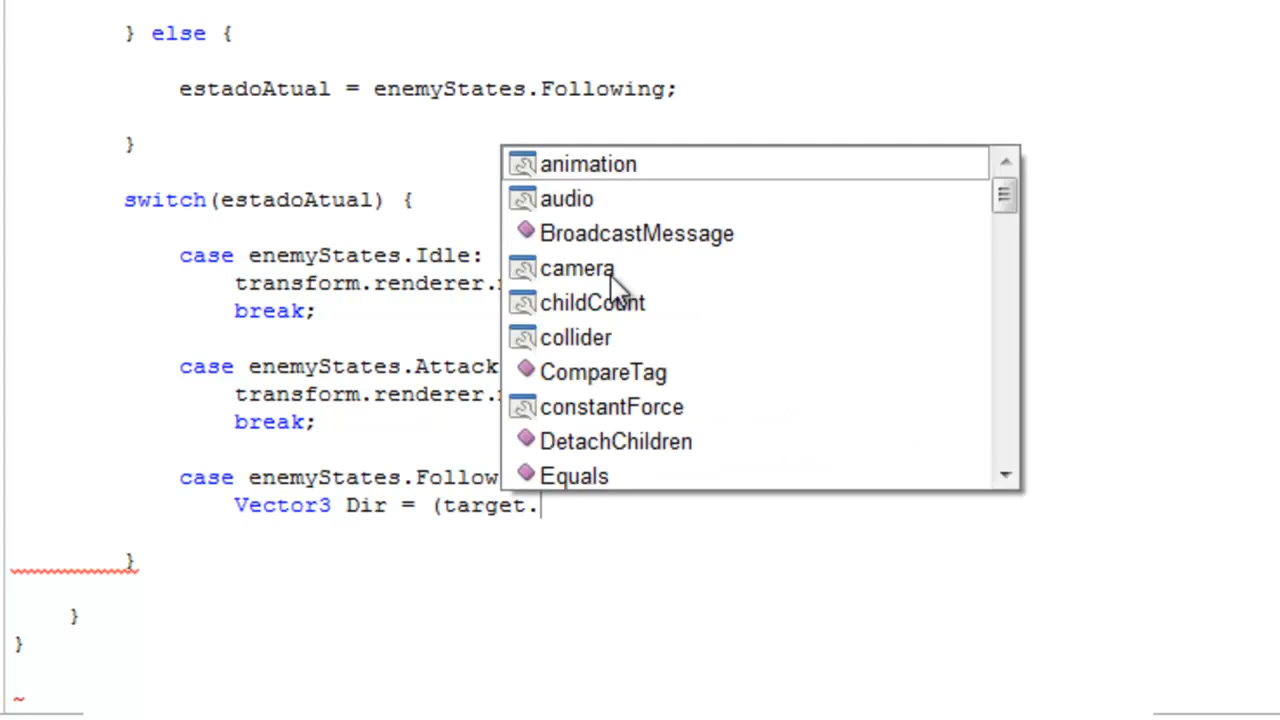 } else {
estadoAtual = enemyStates.Following;
}
switch(estadoAtual) {
case enemyStates.Idle:
transform.renderer.
break;
case enemyStates.Attack
transform.renderer.
break;
case enemyStates.Follow
Vector3 Dir = (target.
}
}
}
~
animation
audio
BroadcastMessage
camera
childCount
collider
CompareTag
constantForce
DetachChildren
Equals